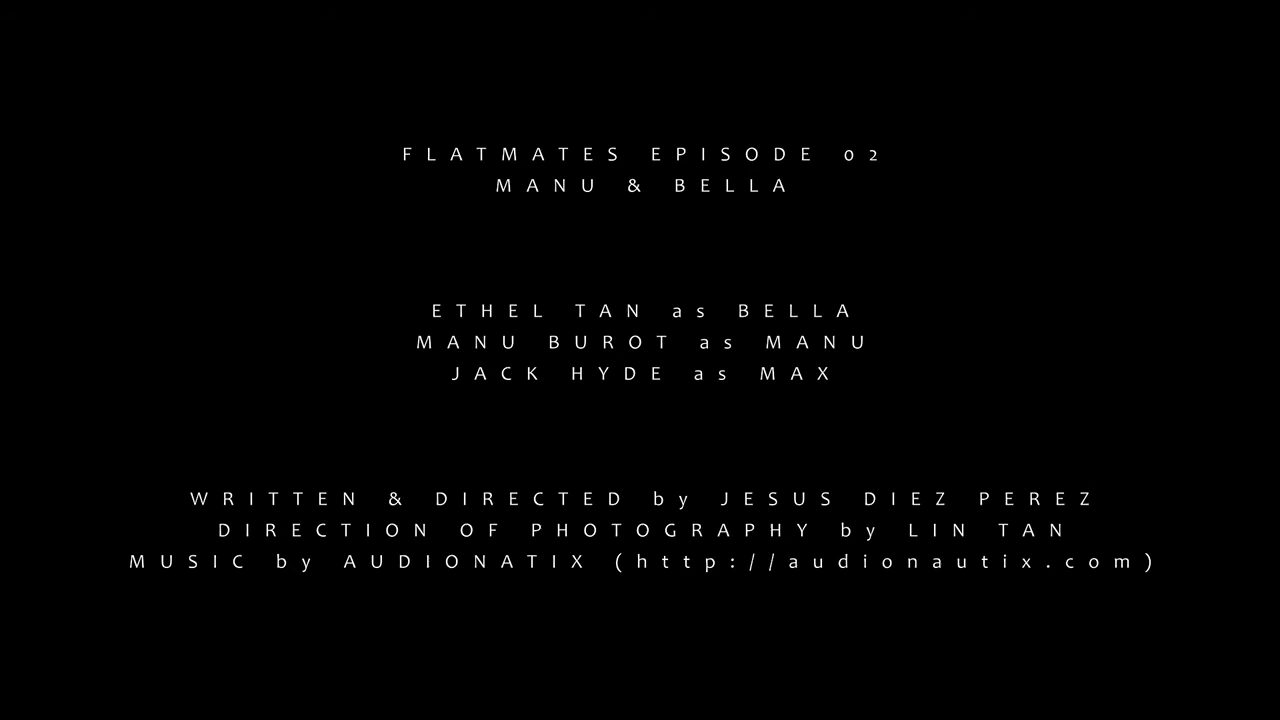 FLATMATES EPISODE 02
MANU & BELLA
ETHEL TAN as BELLA
MANU BUROT as MANU
JACK HYDE as MAX
WRITTEN & DIRECTED by JESUS DIEZ PEREZ
DIRECTION OF PHOTOGRAPHY by LIN TAN
MUSIC by AUDIONATIX (http://audionautix.com)